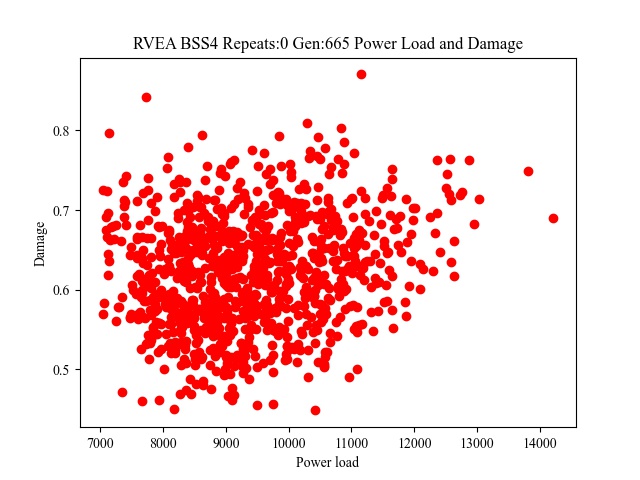 RVEA BSS4 Repeats:0 Gen:665 Power Load and Damage
0.8
0.7
0.6
0.5
Damage
7000 8000 9000 10000 11000 12000 13000 14000
Power load